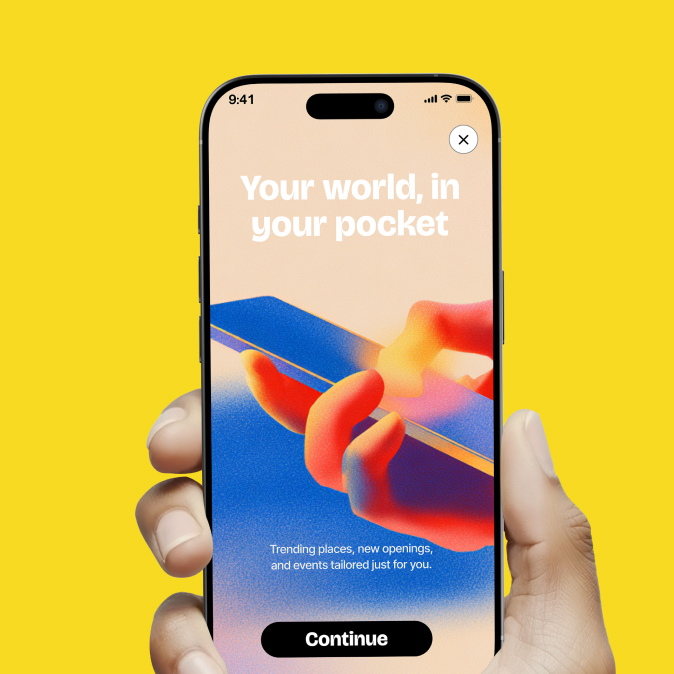 9:41
Your world, in
your pocket
Trending places, new openings,
and events tailored just for you.
Continue